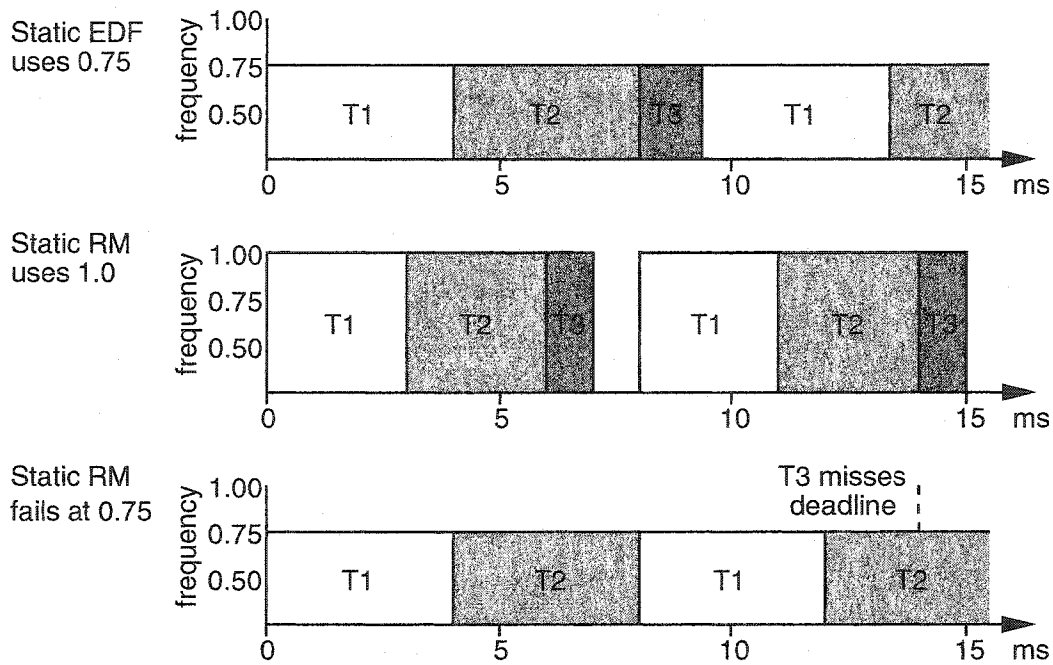 Static EDF
uses 0.75
frequency
1.00
0.75
0.50
T1
T2
T3
T1
T2
0
5
10
15
ms
Static RM
uses 1.0
frequency
1.00
0.75
0.50
T1
T2
T3
T1
T2
T3
0
5
10
15
ms
Static RM
fails at 0.75
frequency
1.00
0.75
0.50
T3 misses
deadline
T1
T2
T1
T2
0
5
10
15
ms